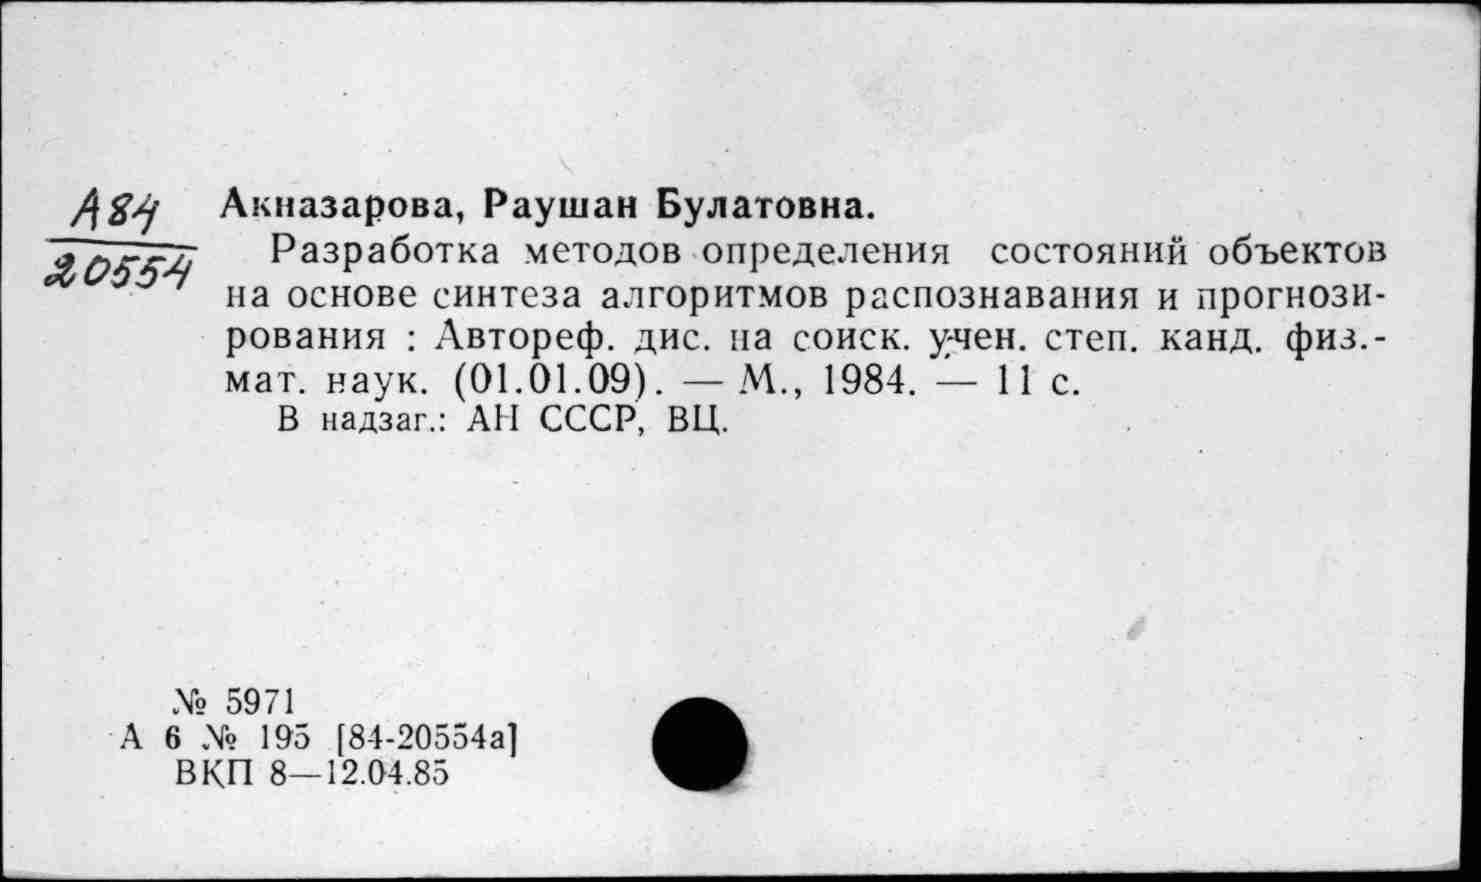 А84
20554
Акназарова, Раушан Булатовна.
Разработка методов определения состояний объектов
на основе синтеза алгоритмов распознавания и прогнози-
рования : Автореф. дис. на соиск. учен. степ. канд. физ.-
мат. наук. (01.01.09). — М., 1984. — 11 с.
В надзаг.: АН СССР, ВЦ.
№ 5971
А 6 № 195 [84-20554а]
ВКП 8—12.04.85